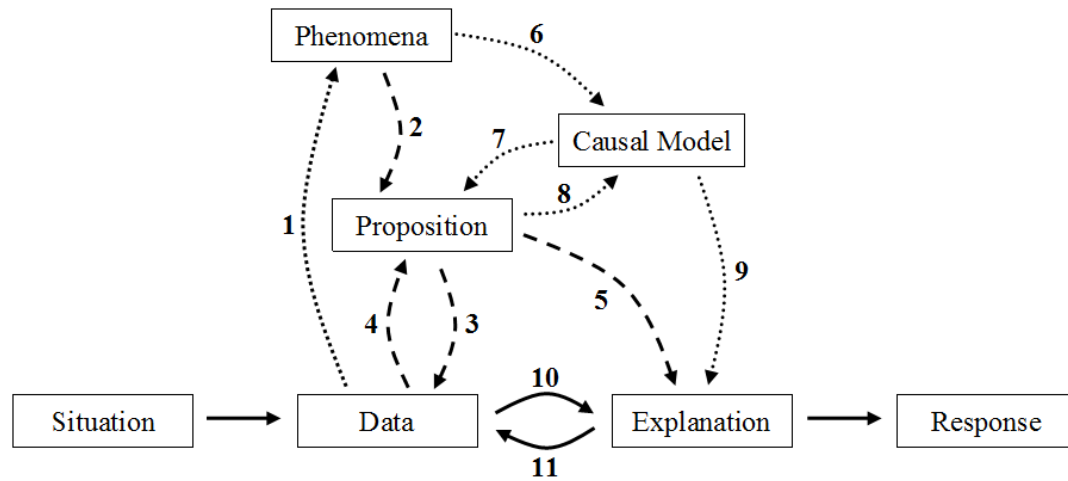 Phenomena
6
2
7
Causal Model
8
1
Proposition
9
5
4
3
10
Situation
Data
Explanation
Response
11